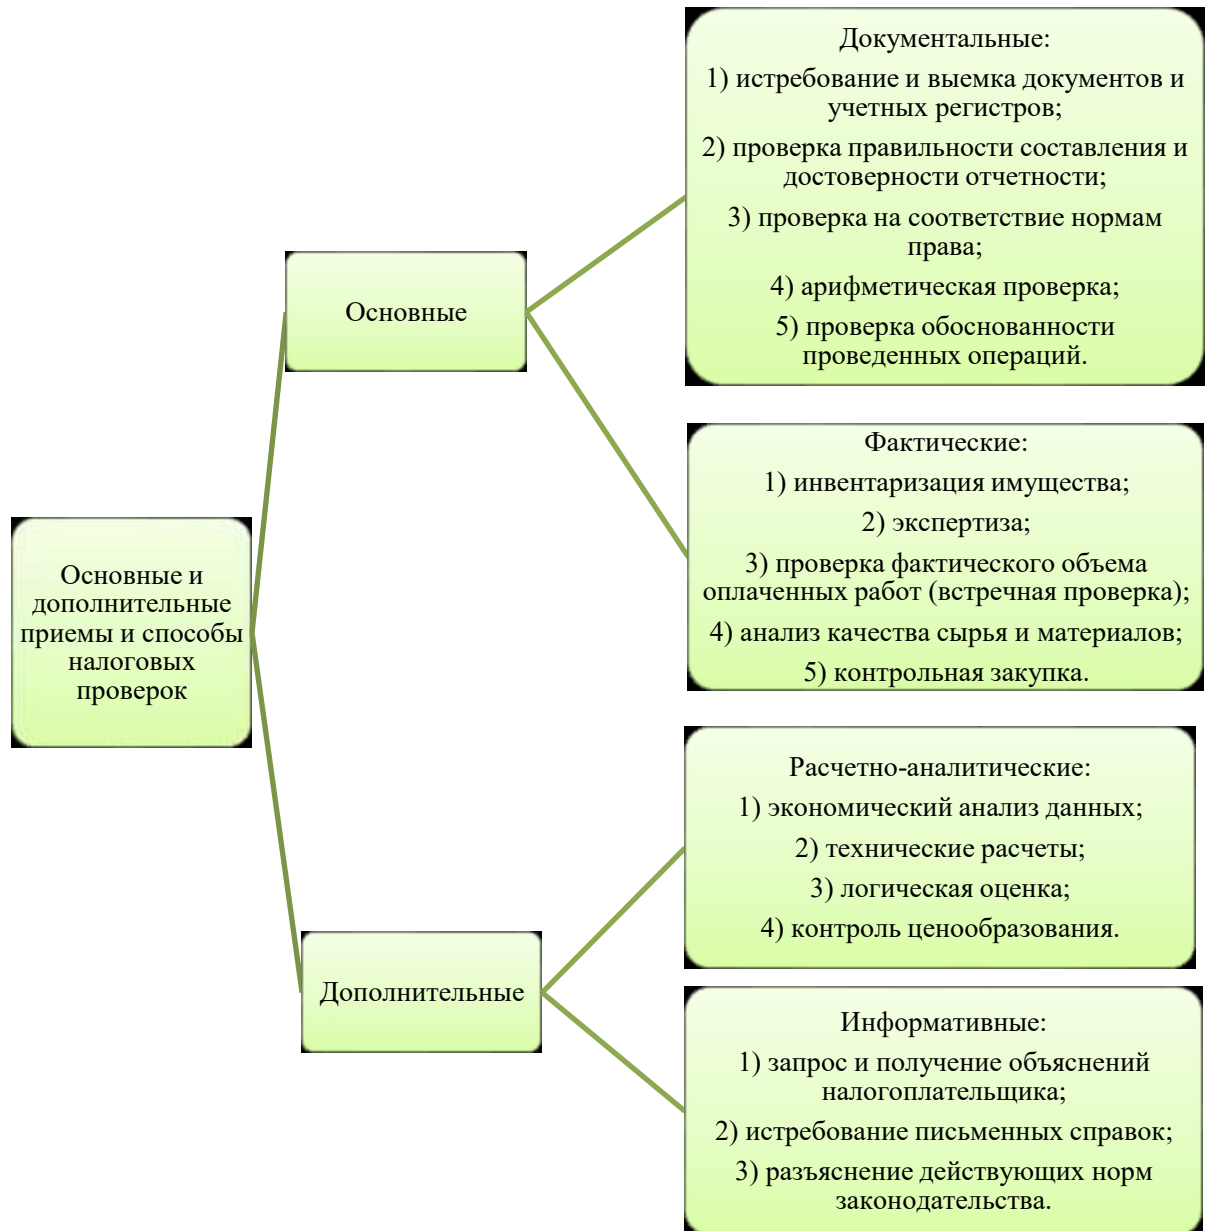 Основные и
дополнительные
приемы и способы
налоговых
проверок
Основные
Документальные:
1) истребование и выемка документов и
учетных регистров;
2) проверка правильности составления и
достоверности отчетности;
3) проверка на соответствие нормам
права;
4) арифметическая проверка;
5) проверка обоснованности
проведенных операций.
Фактические:
1) инвентаризация имущества;
2) экспертиза;
3) проверка фактического объема
оплаченных работ (встречная проверка);
4) анализ качества сырья и материалов;
5) контрольная закупка.
Дополнительные
Расчетно-аналитические:
1) экономический анализ данных;
2) технические расчеты;
3) логическая оценка;
4) контроль ценообразования.
Информативные:
1) запрос и получение объяснений
налогоплательщика;
2) истребование письменных справок;
3) разъяснение действующих норм
законодательства.